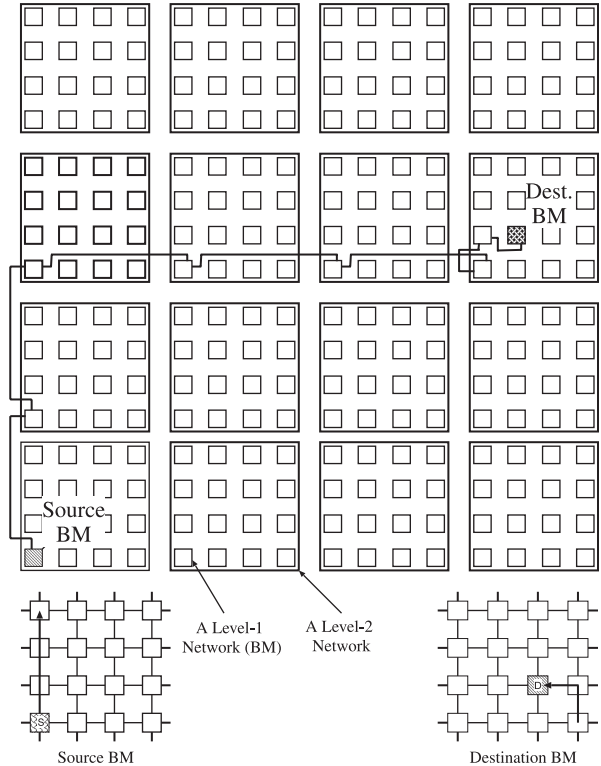 Dest.
BM
Source
BM
A Level-1
Network (BM)
A Level-2
Network
S
D
Source BM
Destination BM